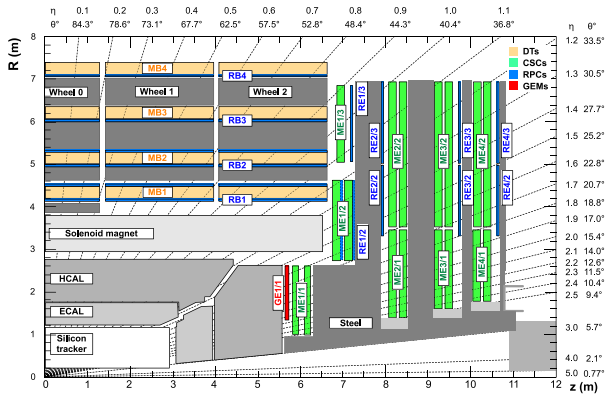 η 0.1 0.2 0.3 0.4 0.5 0.6 0.7 0.8 0.9 1.0 1.1
θ° 84.3° 78.6° 73.1° 67.7° 62.5° 57.5° 52.8° 48.4° 44.3° 40.4° 36.8° η θ°
R (m)
8
7
6
5
4
3
2
1
0
DTs
CSCs
RPCs
GEMs
1.2 33.5°
1.3 30.5°
1.4 27.7°
1.5 25.2°
1.6 22.8°
1.7 20.7°
1.8 18.8°
1.9 17.0°
2.0 15.4°
2.1 14.0°
2.2 12.6°
2.3 11.5°
2.4 10.4°
2.5 9.4°
3.0 5.7°
4.0 2.1°
5.0 0.77°
MB4
RB4
Wheel 0 Wheel 1 Wheel 2
MB3
RB3
MB2
RB2
MB1
RB1
Solenoid magnet
HCAL
ECAL
Silicon
tracker
Steel
GE1/1
ME1/1
ME1/2
ME1/3
RE1/3
RE1/2
RE2/3
RE2/2
ME2/2
ME2/1
ME3/2
ME3/1
RE3/3
RE3/2
ME4/2
ME4/1
RE4/3
RE4/2
0 1 2 3 4 5 6 7 8 9 10 11 12
z (m)